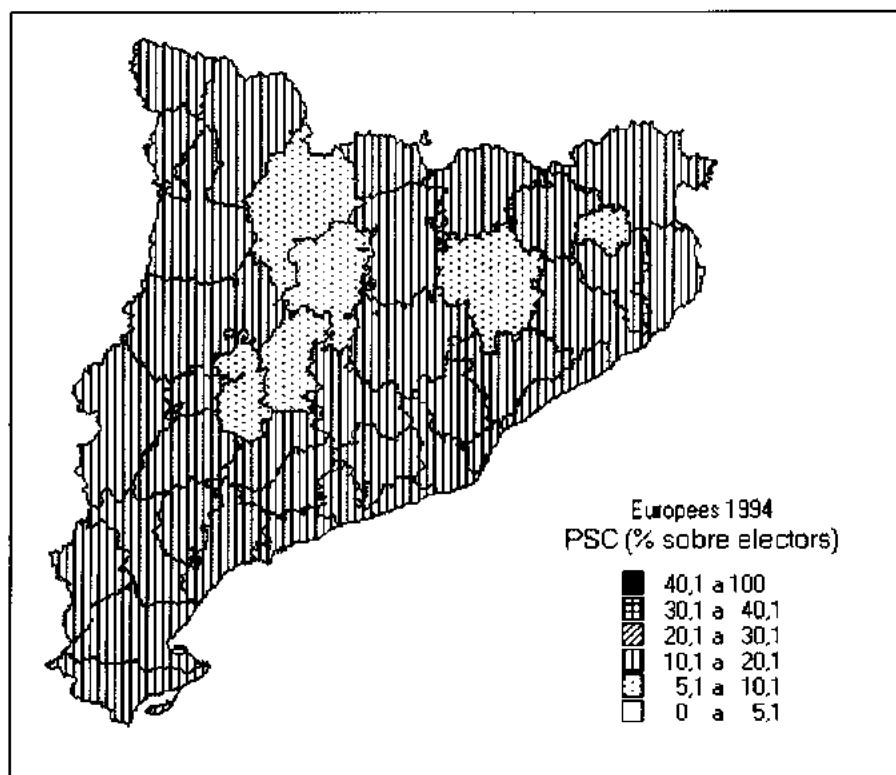 Europees 1994
PSC (% sobre electors)
40,1 a 100
30,1 a 40,1
20,1 a 30,1
10,1 a 20,1
5,1 a 10,1
0 a 5,1